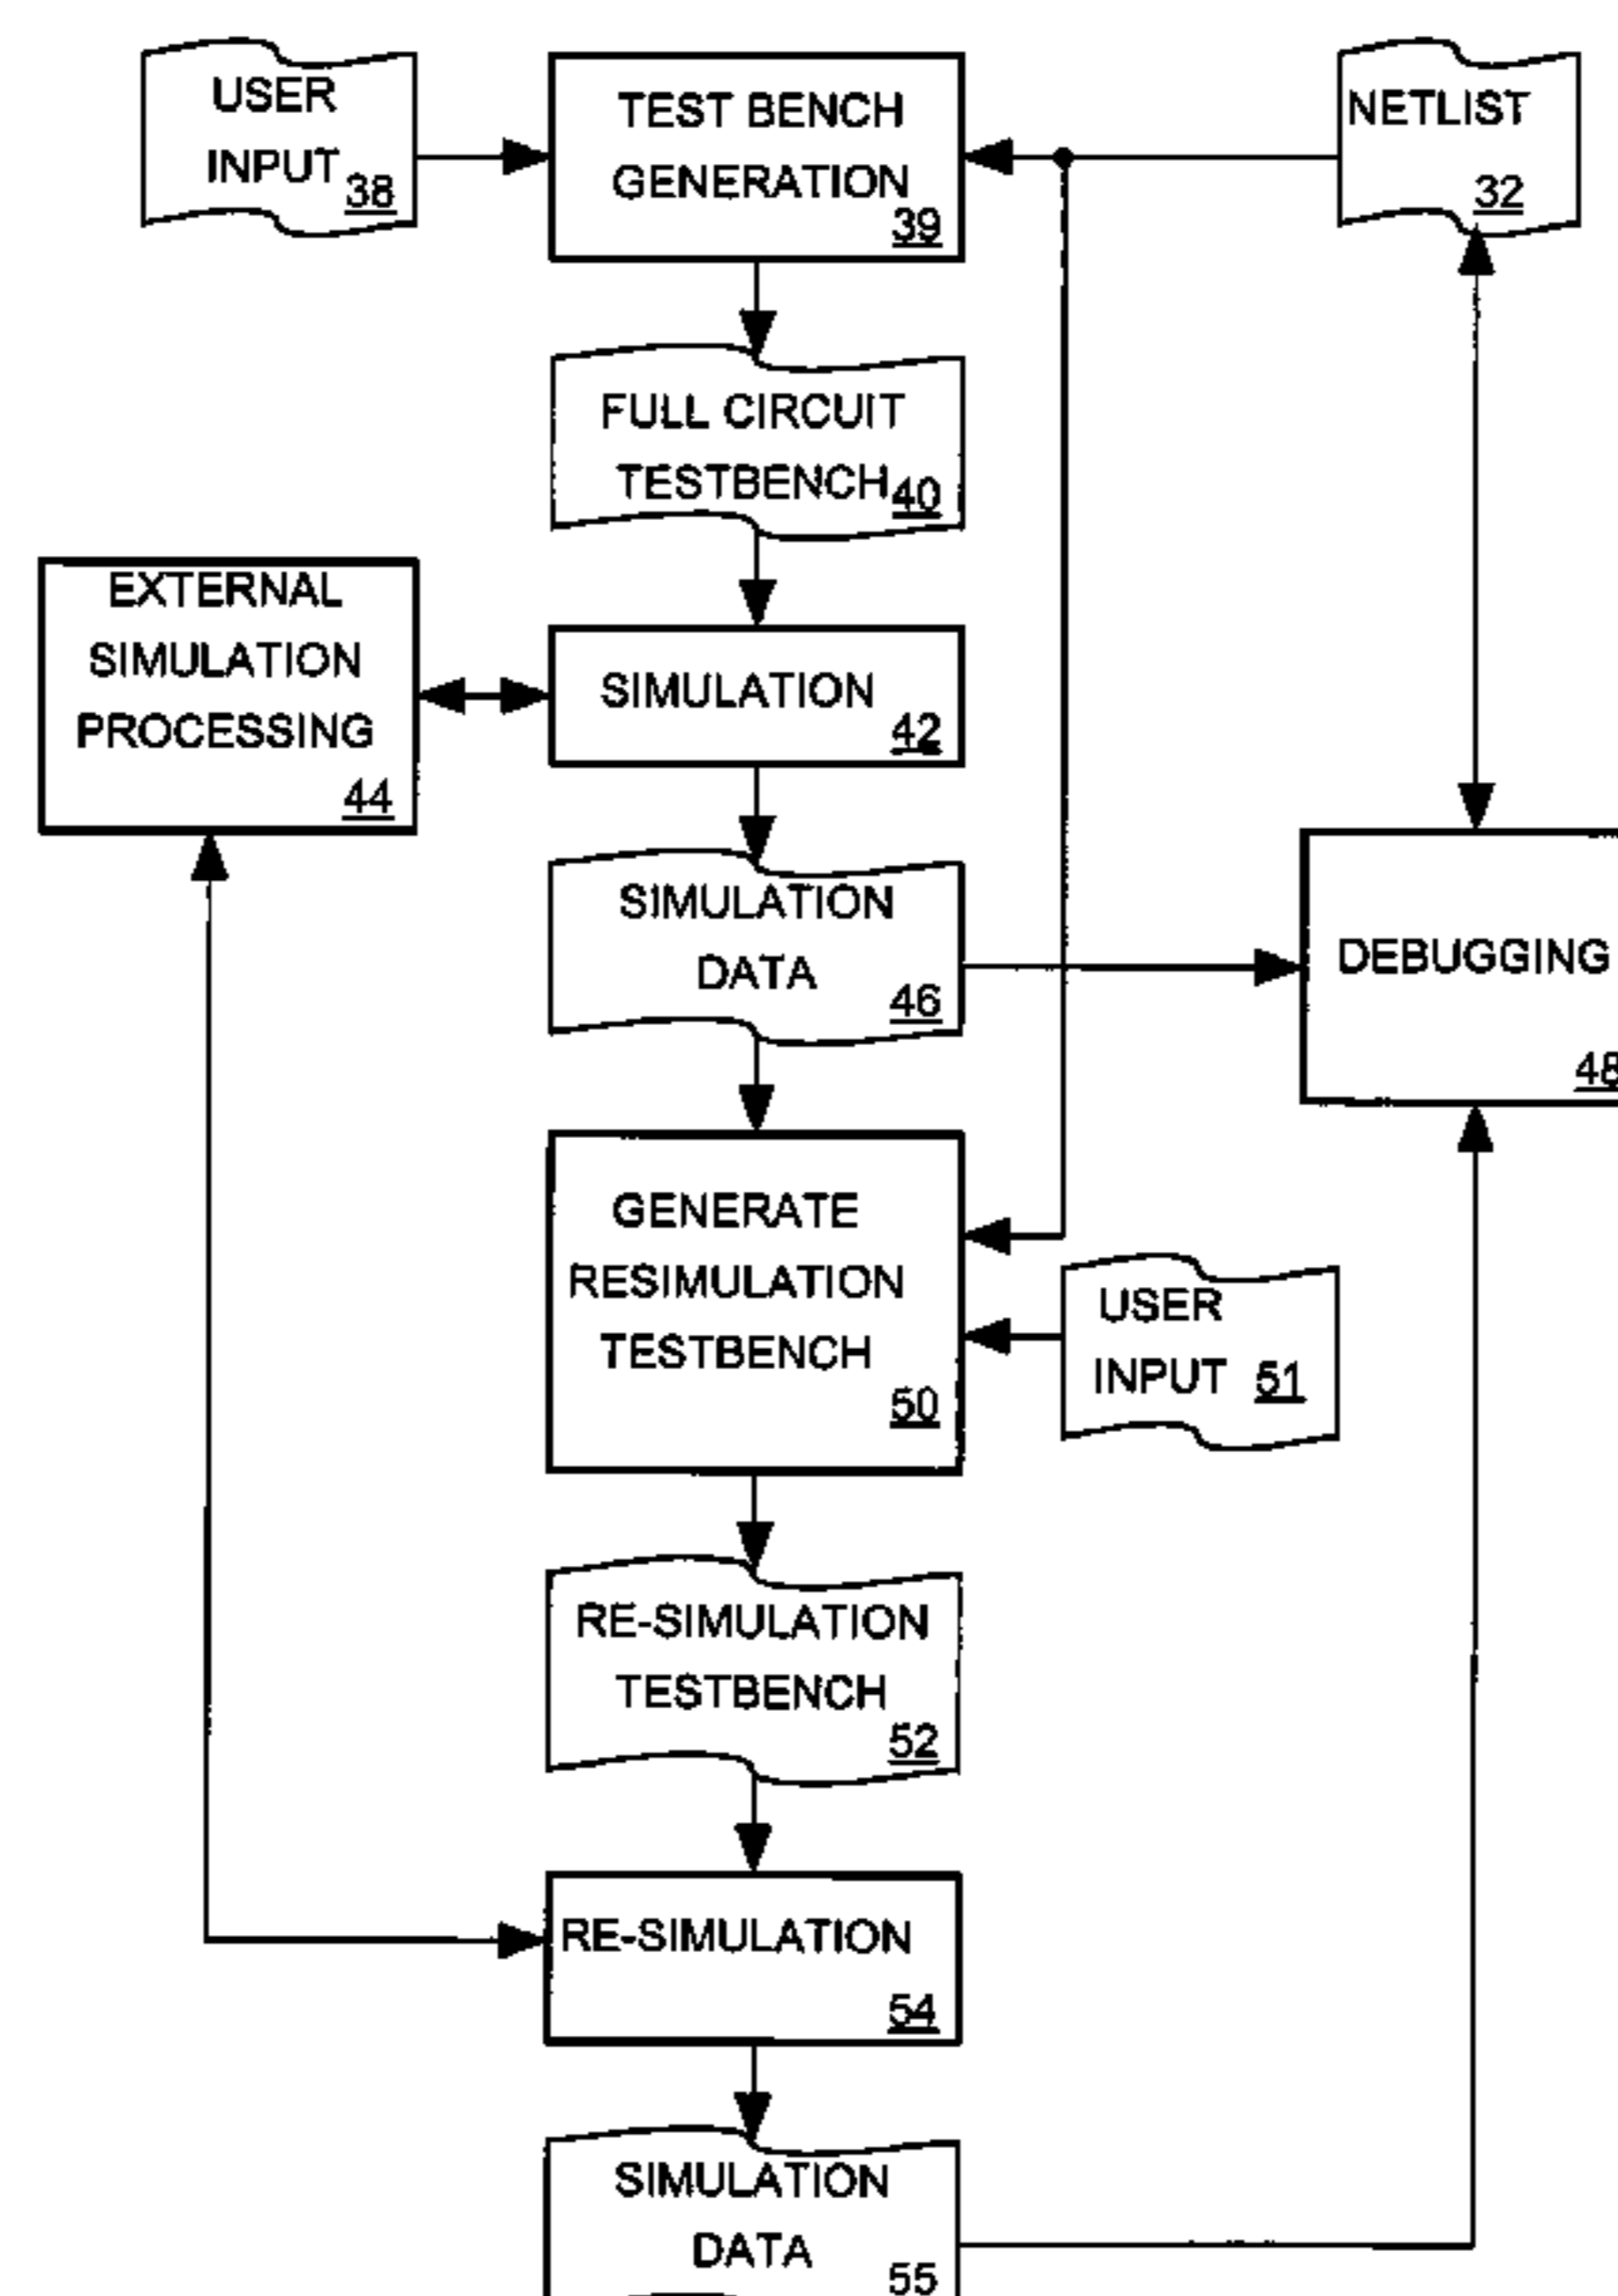 USER
INPUT 38
TEST BENCH
GENERATION
39
NETLIST
32
FULL CIRCUIT
TESTBENCH 40
EXTERNAL
SIMULATION
PROCESSING
44
SIMULATION
42
SIMULATION
DATA
46
DEBUGGING
48
GENERATE
RESIMULATION
TESTBENCH
50
USER
INPUT 51
RE-SIMULATION
TESTBENCH
52
RE-SIMULATION
54
SIMULATION
DATA
55